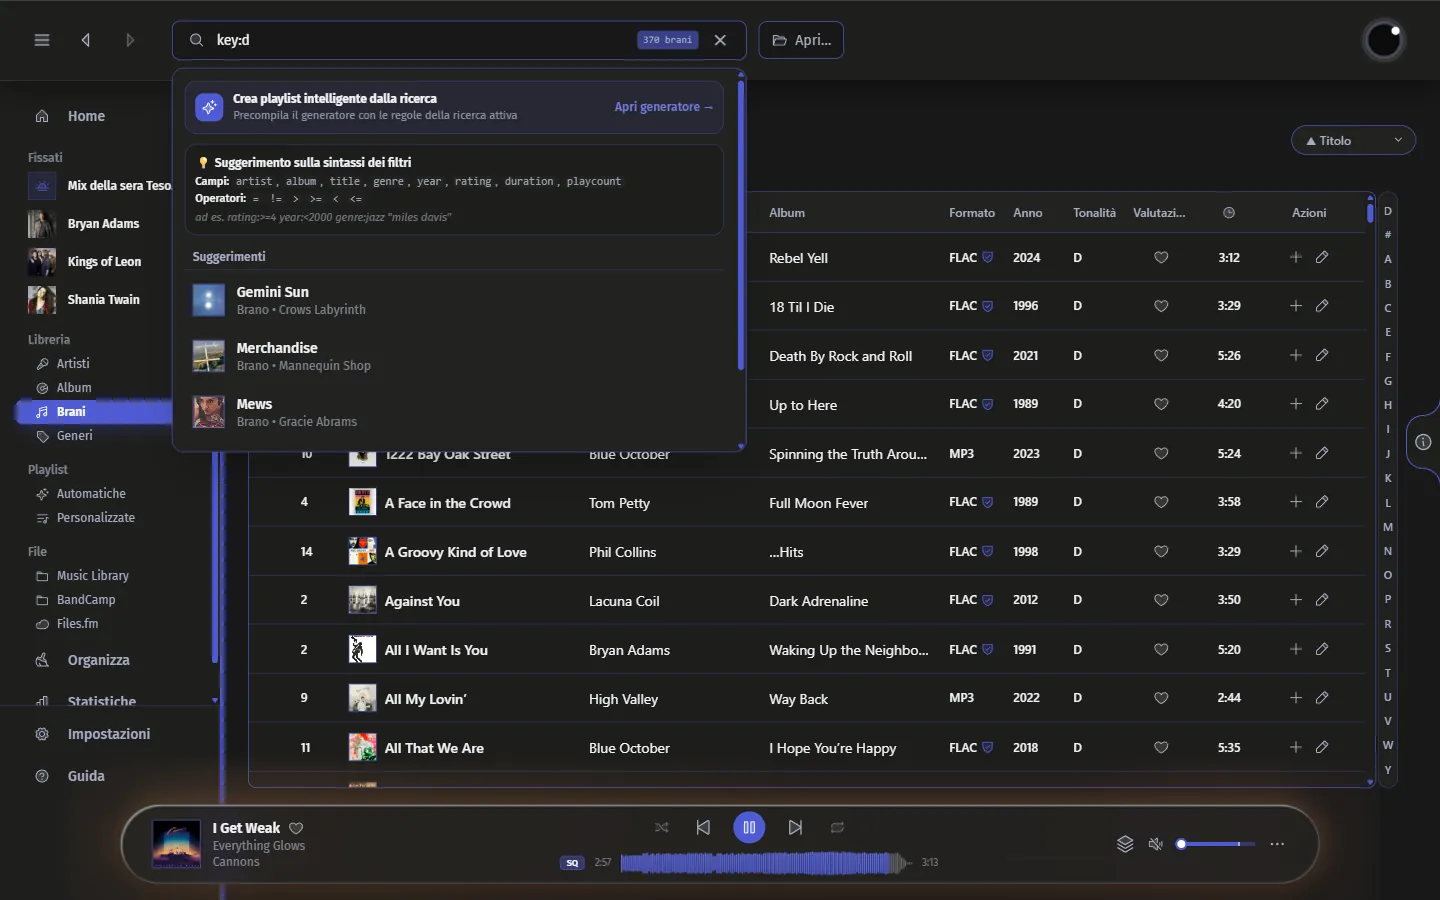 key:d
370 brani
Apri...
Crea playlist intelligente dalla ricerca
Precompila il generatore con le regole della ricerca attiva
Apri generatore →
Suggerimento sulla sintassi dei filtri
Campi: artist, album, title, genre, year, rating, duration, playcount
Operatori: = != > >= < <=
ad es. rating:>=4 year:<2000 genre:jazz "miles davis"
Suggerimenti
Gemini Sun
Brano • Crows Labyrinth
Merchandise
Brano • Mannequin Shop
Mews
Brano • Gracie Abrams
Home
Fissati
Mix della sera Teso
Bryan Adams
Kings of Leon
Shania Twain
Libreria
Artisti
Album
Brani
Generi
Playlist
Automatiche
Personalizzate
File
Music Library
BandCamp
Files.fm
Organizza
Statistiche
Impostazioni
Guida
▲ Titolo
Album Formato Anno Tonalità Valutazi... Azioni
Rebel Yell FLAC 2024 D 3:12
18 Til I Die FLAC 1996 D 3:29
Death By Rock and Roll FLAC 2021 D 5:26
Up to Here FLAC 1989 D 4:20
10 1222 Bay Oak Street Blue October Spinning the Truth Arou... MP3 2023 D 5:24
4 A Face in the Crowd Tom Petty Full Moon Fever FLAC 1989 D 3:58
14 A Groovy Kind of Love Phil Collins ...Hits FLAC 1998 D 3:29
2 Against You Lacuna Coil Dark Adrenaline FLAC 2012 D 3:50
2 All I Want Is You Bryan Adams Waking Up the Neighbo... FLAC 1991 D 5:20
9 All My Lovin' High Valley Way Back MP3 2022 D 2:44
11 All That We Are Blue October I Hope You're Happy FLAC 2018 D 5:35
D
#
A
B
C
E
F
G
H
I
J
K
L
M
N
O
P
R
S
T
U
V
W
Y
I Get Weak
Everything Glows
Cannons
SQ 2:57 3:13